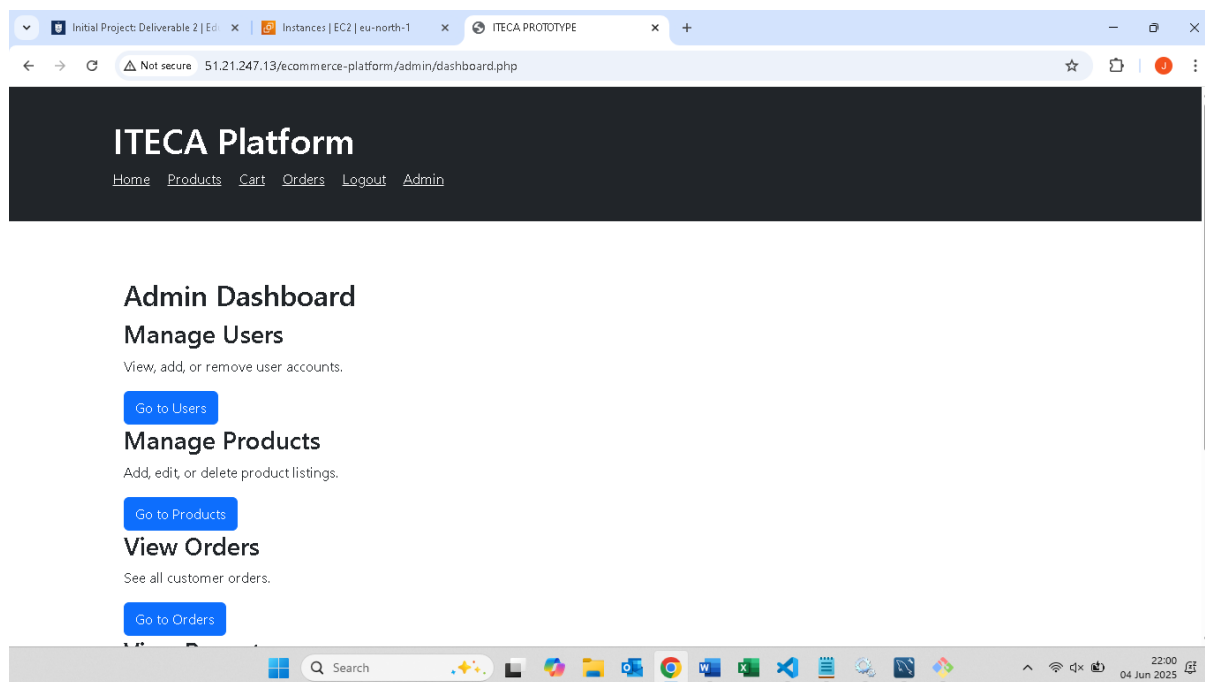 Initial Project: Deliverable 2 | Ed
Instances | EC2 | eu-north-1
ITECA PROTOTYPE
Not secure
51.21.247.13/ecommerce-platform/admin/dashboard.php
J
ITECA Platform
Home Products Cart Orders Logout Admin
Admin Dashboard
Manage Users
View, add, or remove user accounts.
Go to Users
Manage Products
Add, edit, or delete product listings.
Go to Products
View Orders
See all customer orders.
Go to Orders
Search
22:00
04 Jun 2025